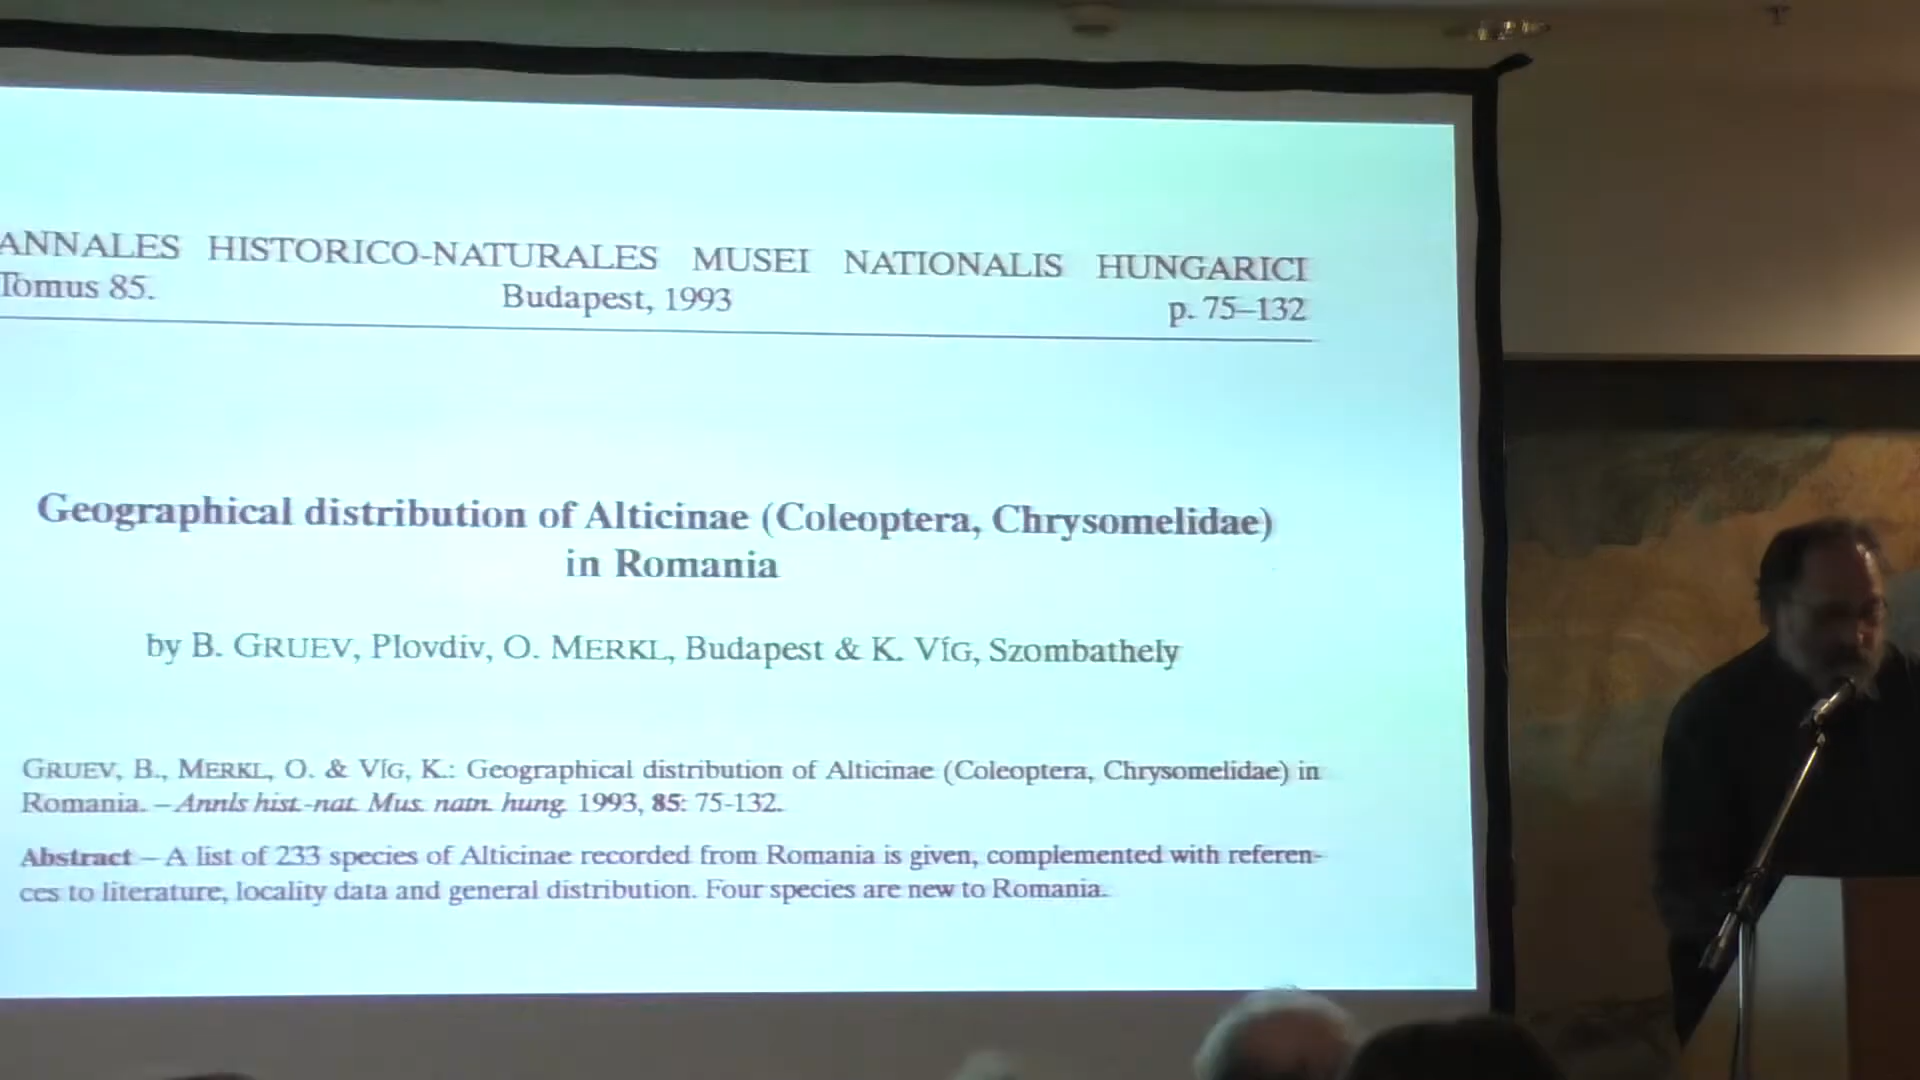 ANNALES HISTORICO-NATURALES MUSEI NATIONALIS HUNGARICI
Tomus 85. Budapest, 1993 p. 75–132
Geographical distribution of Alticinae (Coleoptera, Chrysomelidae)
in Romania
by B. GRUEV, Plovdiv, O. MERKL, Budapest & K. VÍG, Szombathely
GRUEV, B., MERKL, O. & VÍG, K.: Geographical distribution of Alticinae (Coleoptera, Chrysomelidae) in
Romania. – Annls hist.-nat. Mus. natn. hung. 1993, 85: 75-132.
Abstract – A list of 233 species of Alticinae recorded from Romania is given, complemented with referen-
ces to literature, locality data and general distribution. Four species are new to Romania.